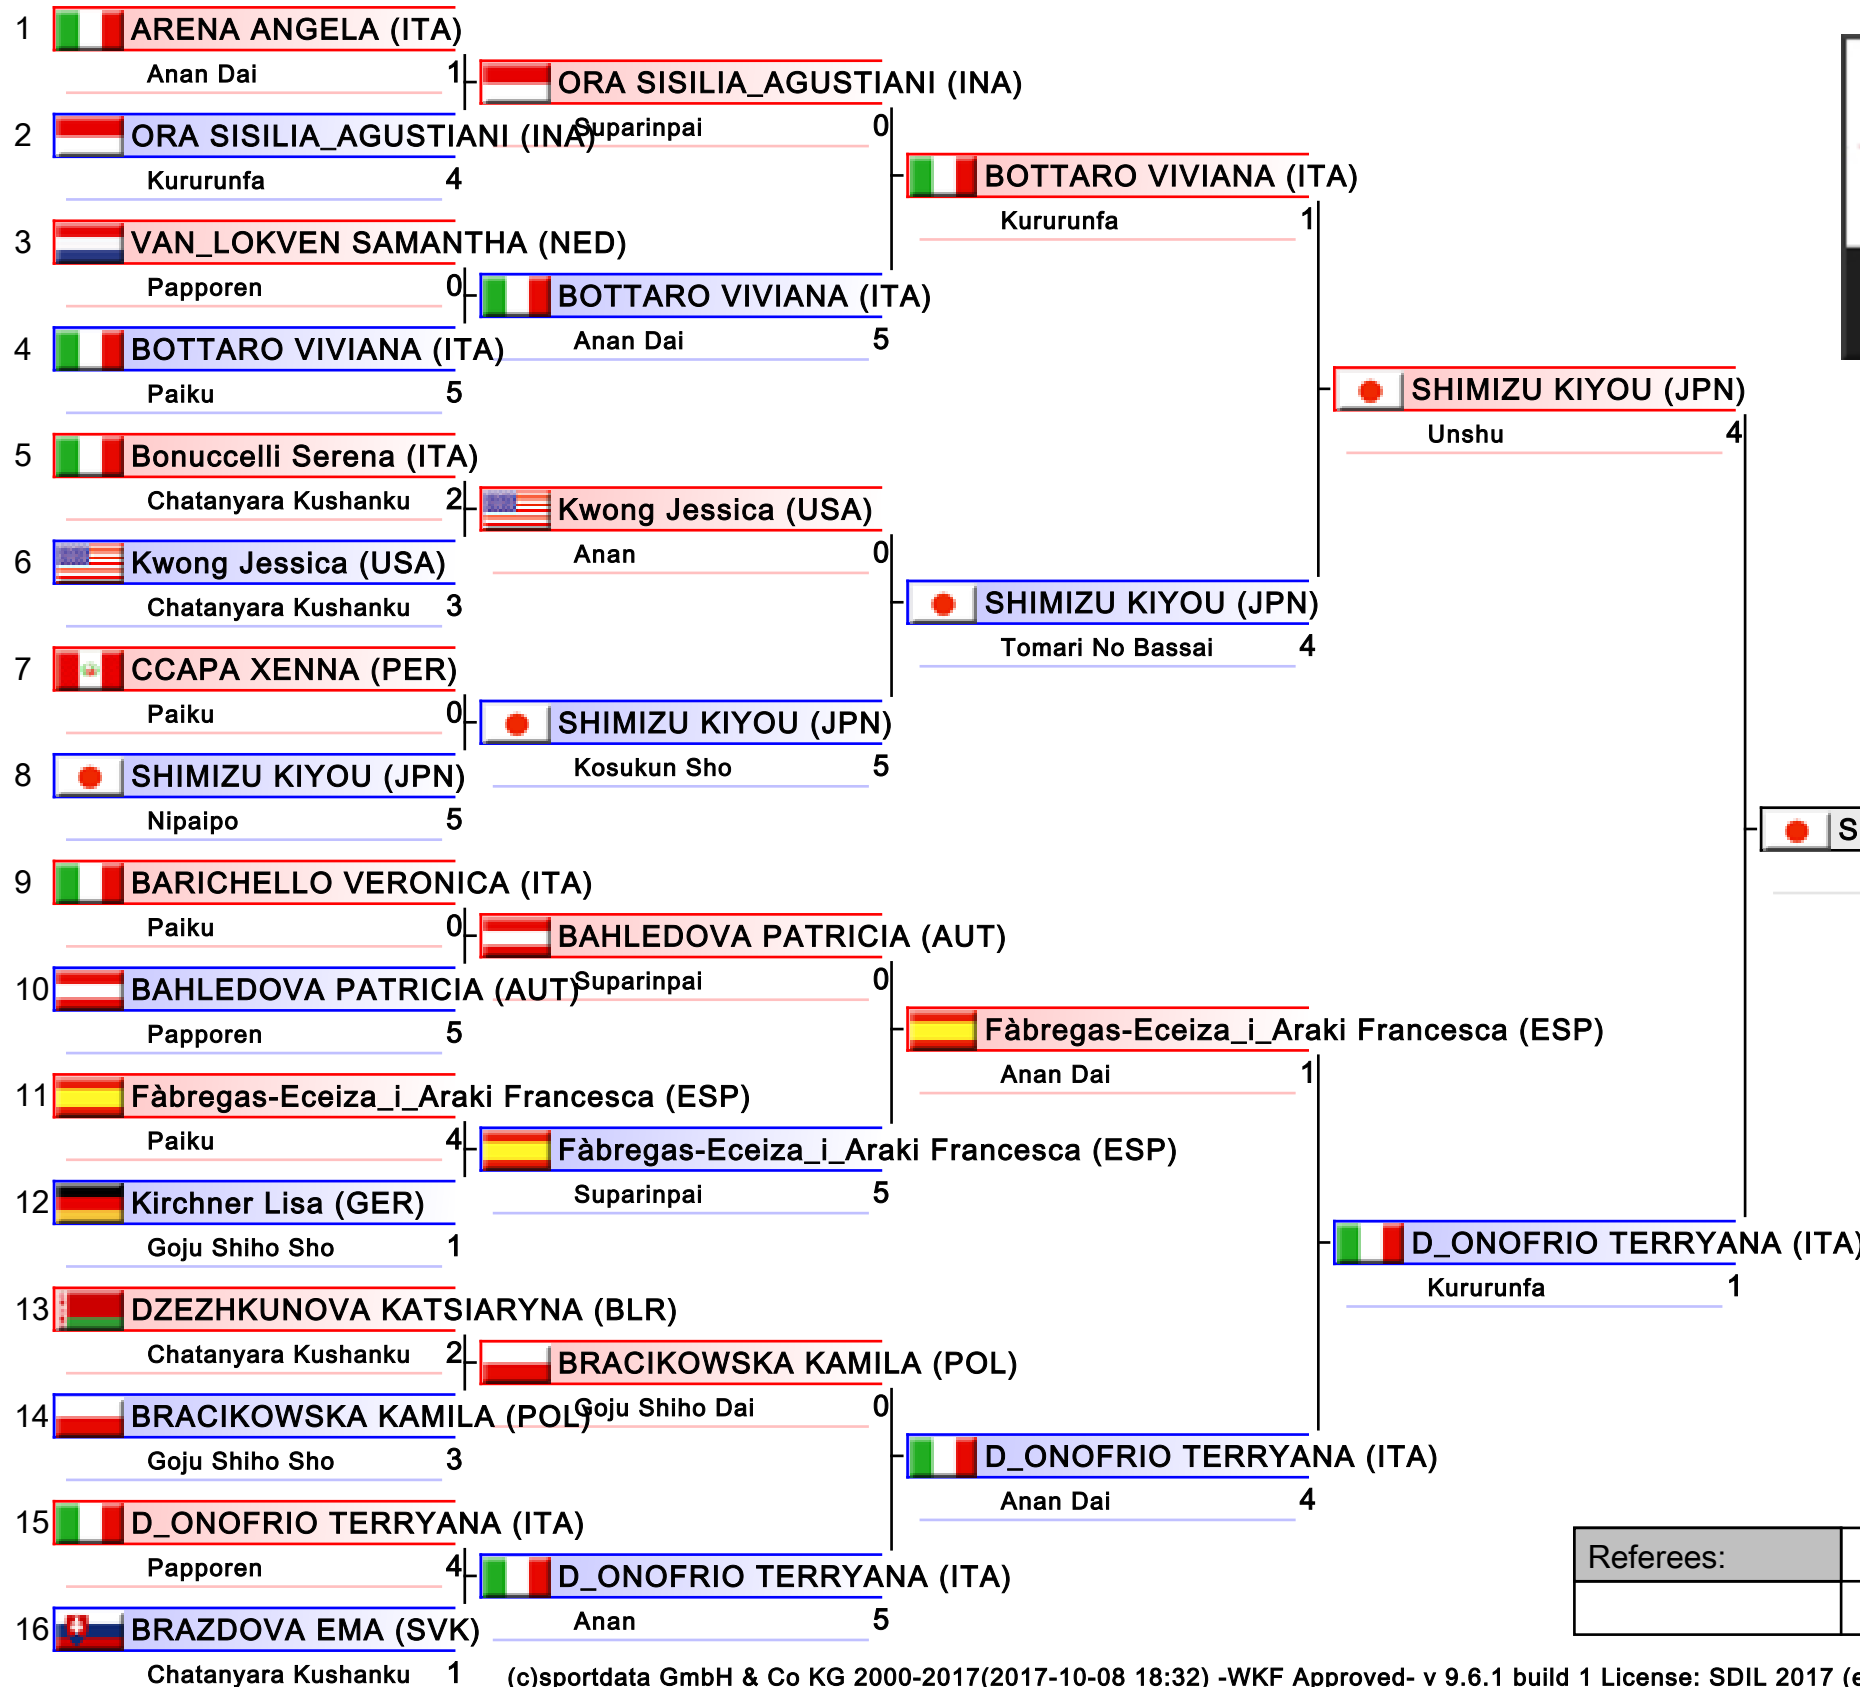 1 ARENA ANGELA (ITA)
Anan Dai 1
2 ORA SISILIA_AGUSTIANI (INA)
Kururunfa 4
3 VAN_LOKVEN SAMANTHA (NED)
Papporen 0
4 BOTTARO VIVIANA (ITA)
Paiku 5
5 Bonuccelli Serena (ITA)
Chatanyara Kushanku 2
6 Kwong Jessica (USA)
Chatanyara Kushanku 3
7 CCAPA XENNA (PER)
Paiku 0
8 SHIMIZU KIYOU (JPN)
Nipaipo 5
9 BARICHELLO VERONICA (ITA)
Paiku 0
10 BAHLEDOVA PATRICIA (AUT)
Papporen 5
11 Fàbregas-Eceiza_i_Araki Francesca (ESP)
Paiku 4
12 Kirchner Lisa (GER)
Goju Shiho Sho 1
13 DZEZHKUNOVA KATSIARYNA (BLR)
Chatanyara Kushanku 2
14 BRACIKOWSKA KAMILA (POL)
Goju Shiho Sho 3
15 D_ONOFRIO TERRYANA (ITA)
Papporen 4
16 BRAZDOVA EMA (SVK)
Chatanyara Kushanku 1
ORA SISILIA_AGUSTIANI (INA)
Suparinpai 0
BOTTARO VIVIANA (ITA)
Anan Dai 5
Kwong Jessica (USA)
Anan 0
SHIMIZU KIYOU (JPN)
Kosukun Sho 5
BAHLEDOVA PATRICIA (AUT)
Suparinpai 0
Fàbregas-Eceiza_i_Araki Francesca (ESP)
Suparinpai 5
BRACIKOWSKA KAMILA (POL)
Goju Shiho Dai 0
D_ONOFRIO TERRYANA (ITA)
Anan 5
BOTTARO VIVIANA (ITA)
Kururunfa 1
SHIMIZU KIYOU (JPN)
Tomari No Bassai 4
Fàbregas-Eceiza_i_Araki Francesca (ESP)
Anan Dai 1
D_ONOFRIO TERRYANA (ITA)
Anan Dai 4
SHIMIZU KIYOU (JPN)
Unshu 4
D_ONOFRIO TERRYANA (ITA)
Kururunfa 1
S
Referees:
(c)sportdata GmbH & Co KG 2000-2017(2017-10-08 18:32) -WKF Approved- v 9.6.1 build 1 License: SDIL 2017 (e